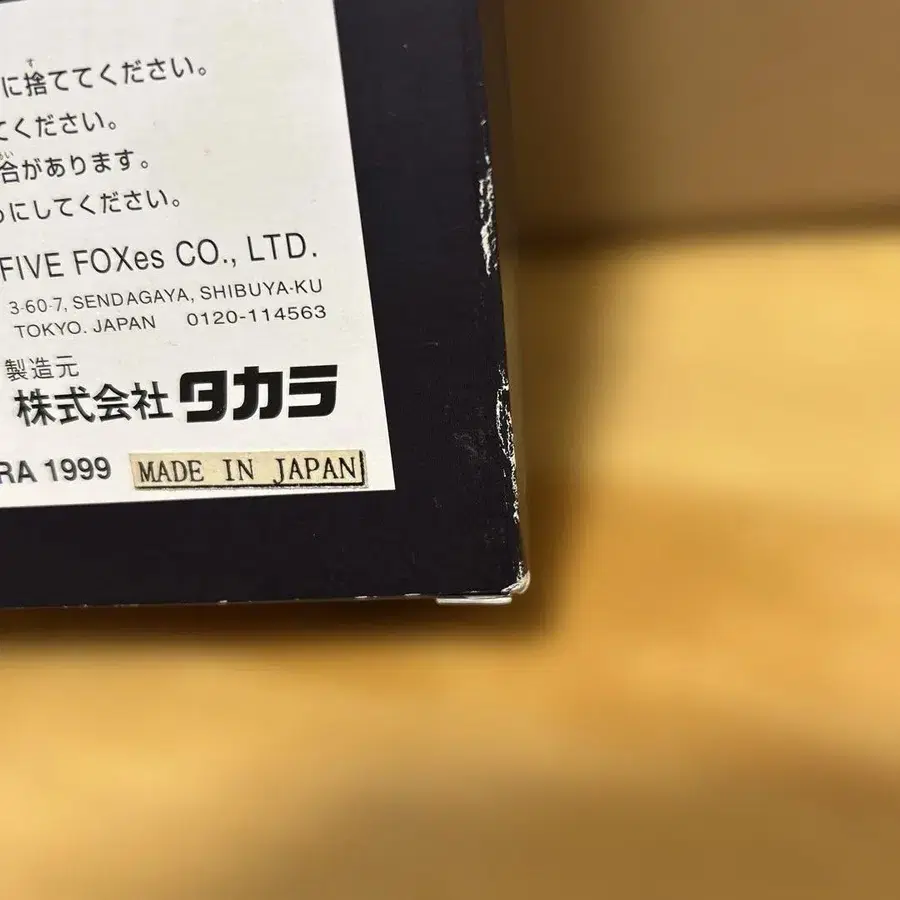 に捨ててください。
てください。
合があります。
にしてください。
FIVE FOXes CO., LTD.
3-60-7, SENDAGAYA, SHIBUYA-KU
TOKYO. JAPAN 0120-114563
製造元
株式会社 タカラ
RA 1999 MADE IN JAPAN